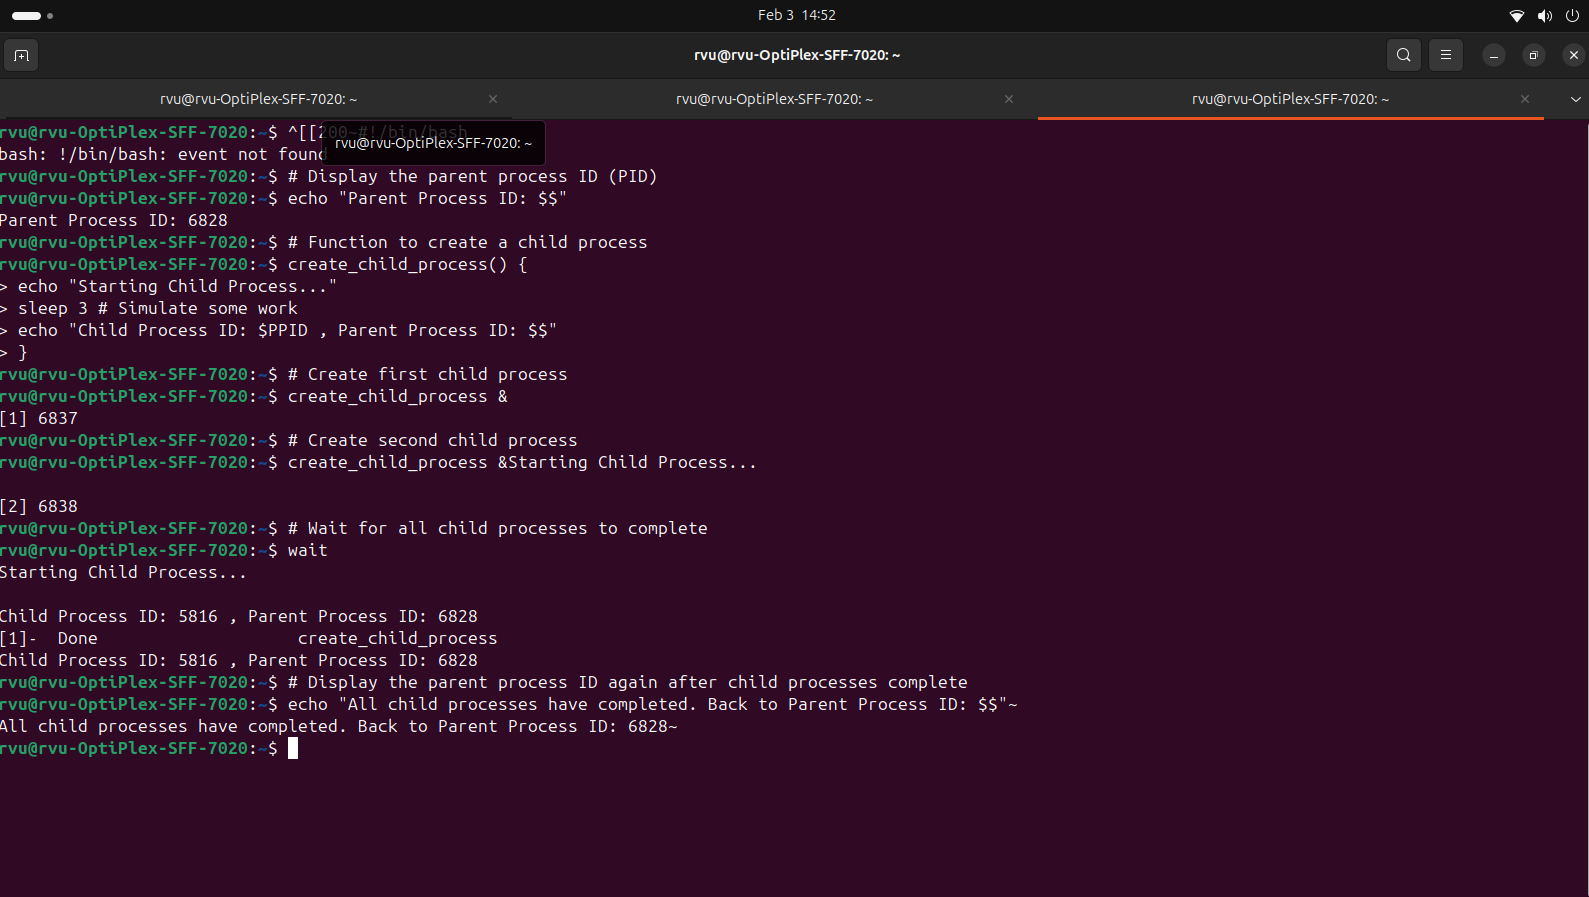 Feb 3 14:52
rvu@rvu-OptiPlex-SFF-7020: ~
rvu@rvu-OptiPlex-SFF-7020: ~ rvu@rvu-OptiPlex-SFF-7020: ~ rvu@rvu-OptiPlex-SFF-7020: ~
rvu@rvu-OptiPlex-SFF-7020:~$ ^[[200~#!/bin/bash
rvu@rvu-OptiPlex-SFF-7020: ~
bash: !/bin/bash: event not found
rvu@rvu-OptiPlex-SFF-7020:~$ # Display the parent process ID (PID)
rvu@rvu-OptiPlex-SFF-7020:~$ echo "Parent Process ID: $$"
Parent Process ID: 6828
rvu@rvu-OptiPlex-SFF-7020:~$ # Function to create a child process
rvu@rvu-OptiPlex-SFF-7020:~$ create_child_process() {
> echo "Starting Child Process..."
> sleep 3 # Simulate some work
> echo "Child Process ID: $PPID , Parent Process ID: $$"
> }
rvu@rvu-OptiPlex-SFF-7020:~$ # Create first child process
rvu@rvu-OptiPlex-SFF-7020:~$ create_child_process &
[1] 6837
rvu@rvu-OptiPlex-SFF-7020:~$ # Create second child process
rvu@rvu-OptiPlex-SFF-7020:~$ create_child_process &Starting Child Process...
[2] 6838
rvu@rvu-OptiPlex-SFF-7020:~$ # Wait for all child processes to complete
rvu@rvu-OptiPlex-SFF-7020:~$ wait
Starting Child Process...
Child Process ID: 5816 , Parent Process ID: 6828
[1]-  Done                    create_child_process
Child Process ID: 5816 , Parent Process ID: 6828
rvu@rvu-OptiPlex-SFF-7020:~$ # Display the parent process ID again after child processes complete
rvu@rvu-OptiPlex-SFF-7020:~$ echo "All child processes have completed. Back to Parent Process ID: $$"~
All child processes have completed. Back to Parent Process ID: 6828~
rvu@rvu-OptiPlex-SFF-7020:~$